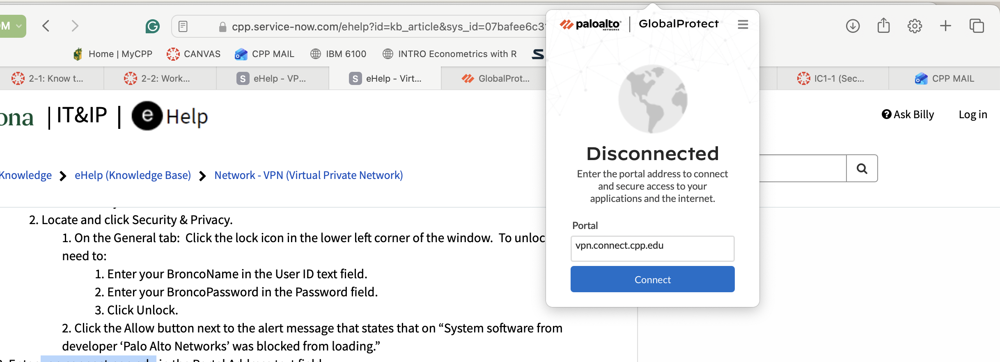 M
cpp.service-now.com/ehelp?id=kb_article&sys_id=07bafee6c3
Home | MyCPP
CANVAS
CPP MAIL
IBM 6100
INTRO Econometrics with R
2-1: Know t...
2-2: Work...
S eHelp - VP...
S eHelp - Virt...
GlobalProt...
IC1-1 (Sec...
CPP MAIL
ona | IT&IP | e Help
Ask Billy
Log in
Knowledge
eHelp (Knowledge Base)
Network - VPN (Virtual Private Network)
2. Locate and click Security & Privacy.
1. On the General tab: Click the lock icon in the lower left corner of the window. To unloc
need to:
1. Enter your BroncoName in the User ID text field.
2. Enter your BroncoPassword in the Password field.
3. Click Unlock.
2. Click the Allow button next to the alert message that states that on “System software from
developer ‘Palo Alto Networks’ was blocked from loading.”
in the Portal Address text field
paloalto NETWORKS | GlobalProtect
Disconnected
Enter the portal address to connect
and secure access to your
applications and the internet.
Portal
vpn.connect.cpp.edu
Connect